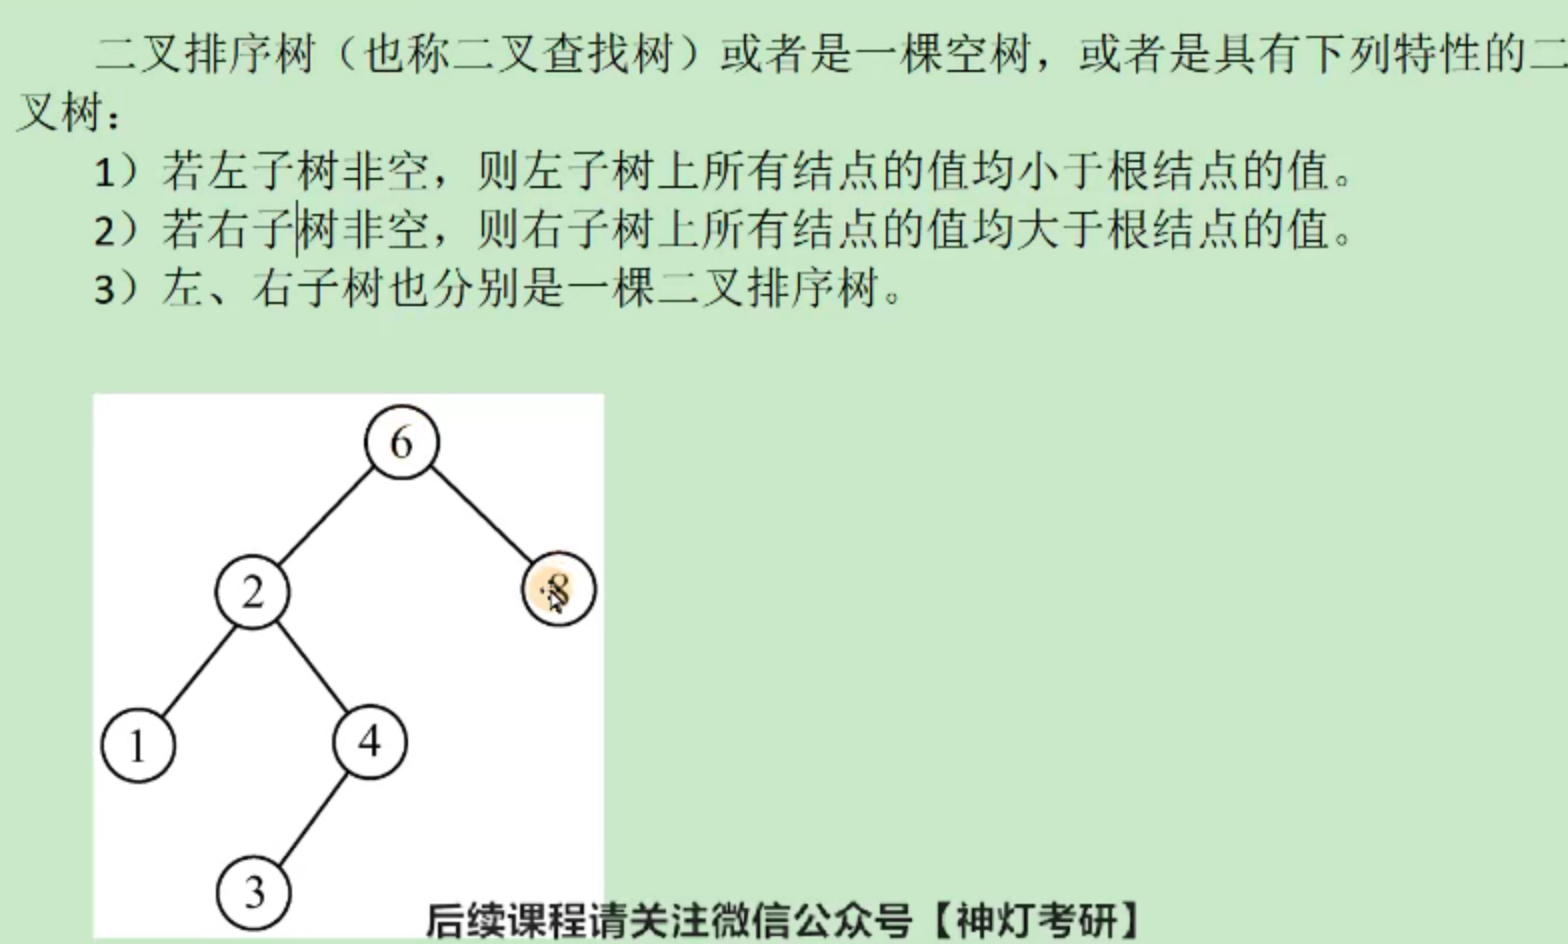 二叉排序树（也称二叉查找树）或者是一棵空树，或者是具有下列特性的二
叉树：
1）若左子树非空，则左子树上所有结点的值均小于根结点的值。
2）若右子树非空，则右子树上所有结点的值均大于根结点的值。
3）左、右子树也分别是一棵二叉排序树。
6
2
8
1
4
3
后续课程请关注微信公众号【神灯考研】